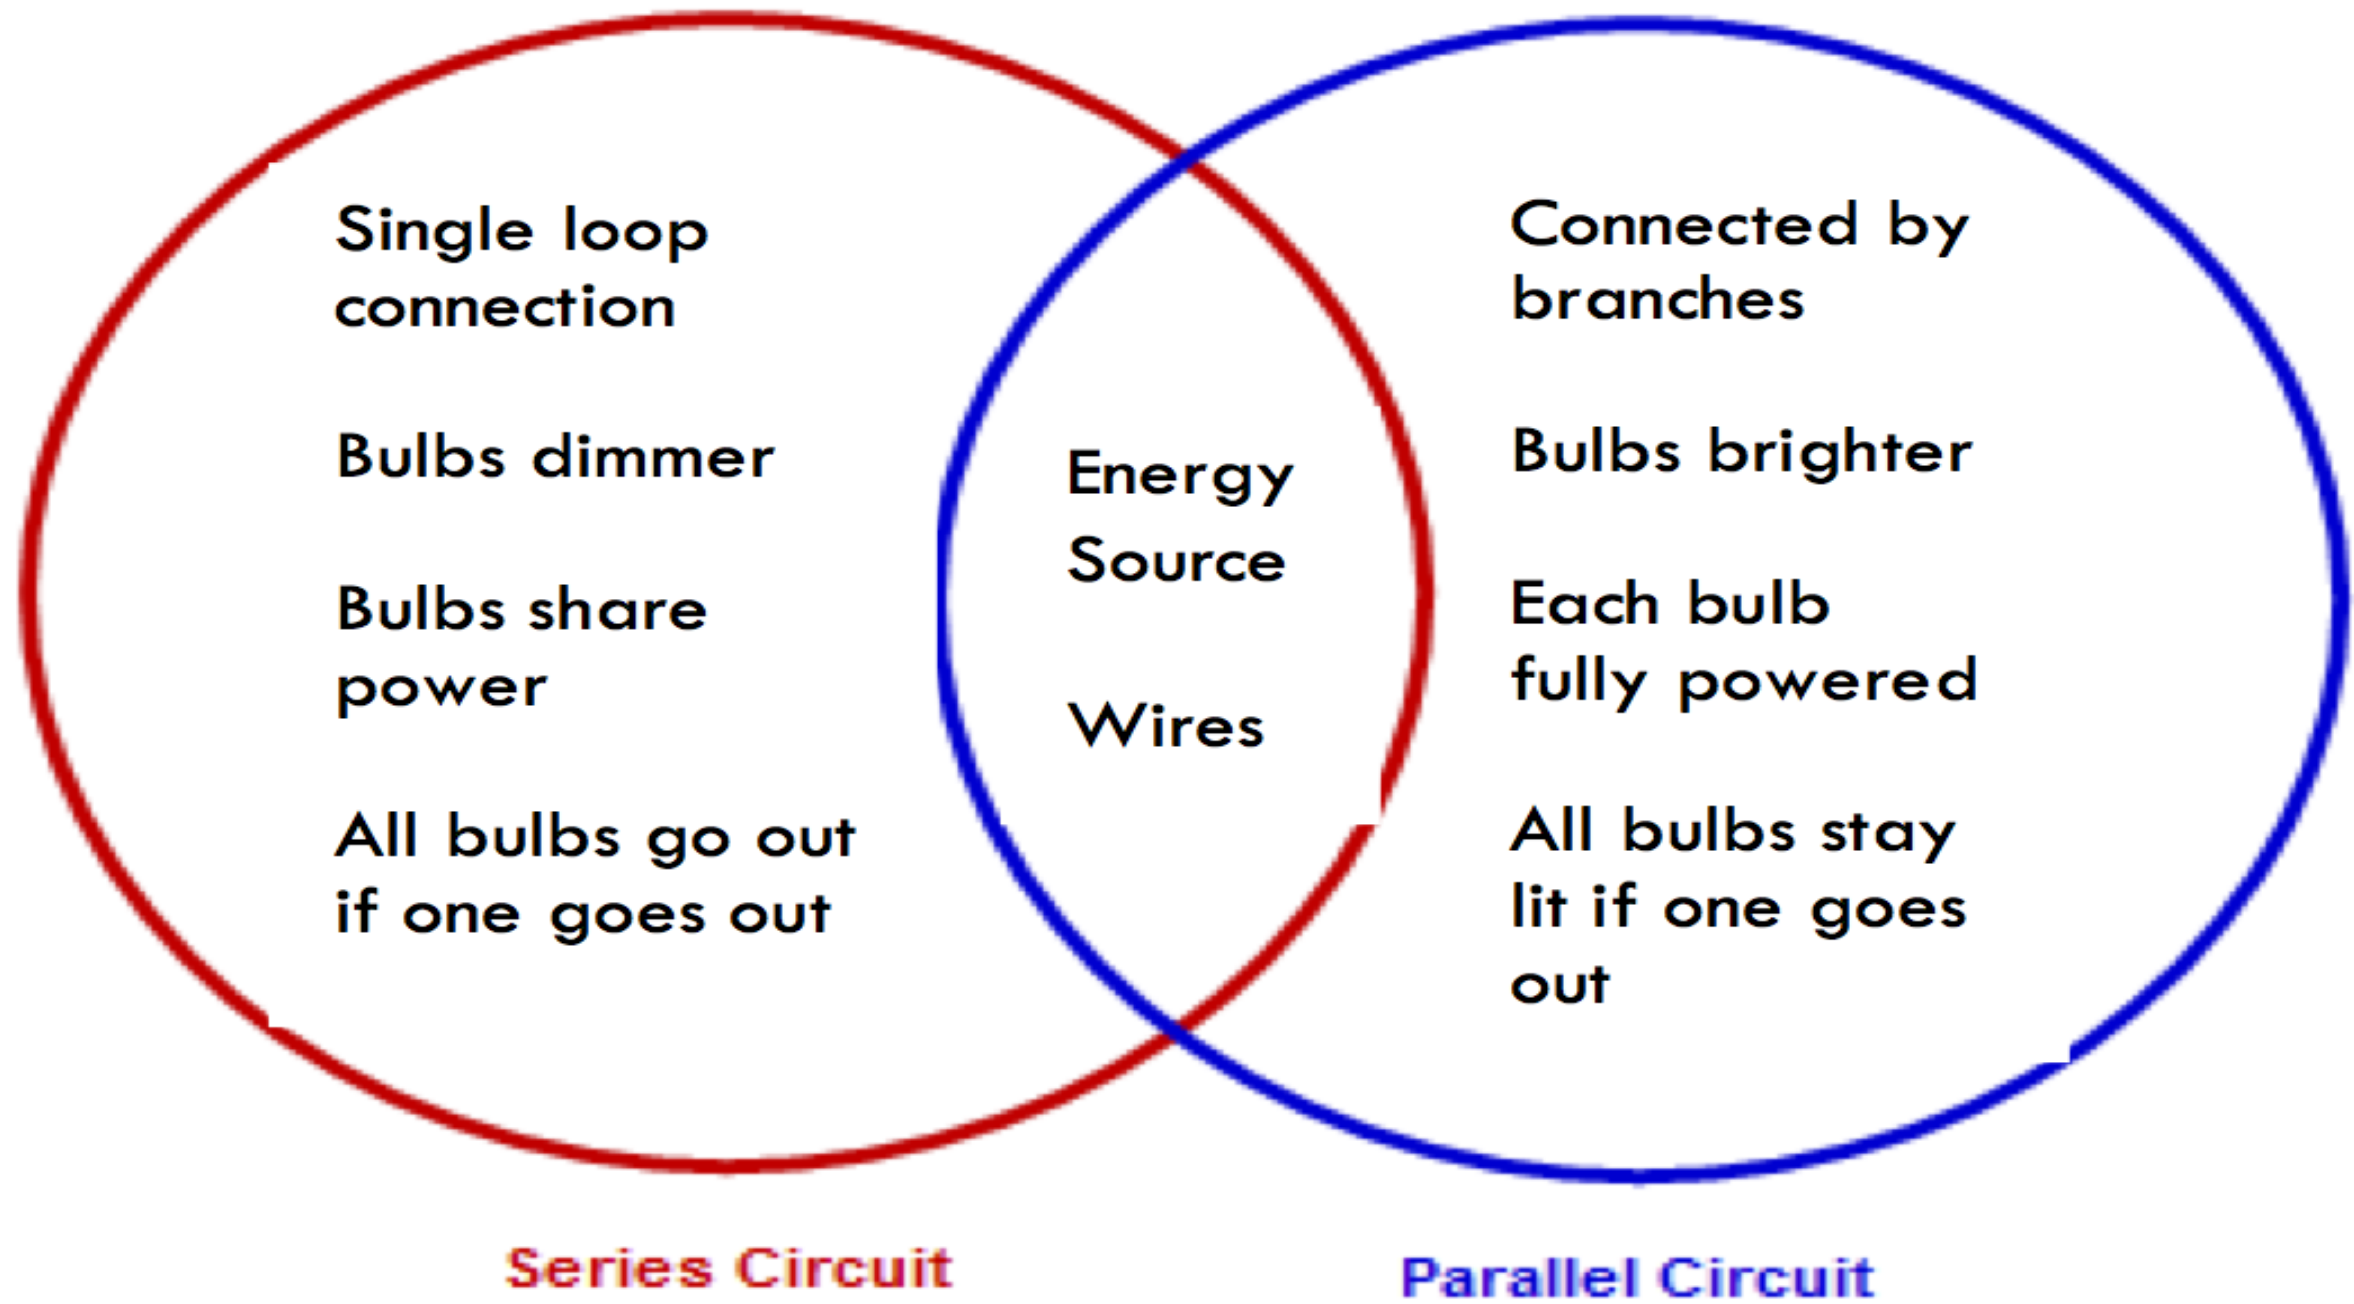 Single loop
connection
Bulbs dimmer
Bulbs share
power
All bulbs go out
if one goes out
Energy
Source
Wires
Connected by
branches
Bulbs brighter
Each bulb
fully powered
All bulbs stay
lit if one goes
out
Series Circuit
Parallel Circuit